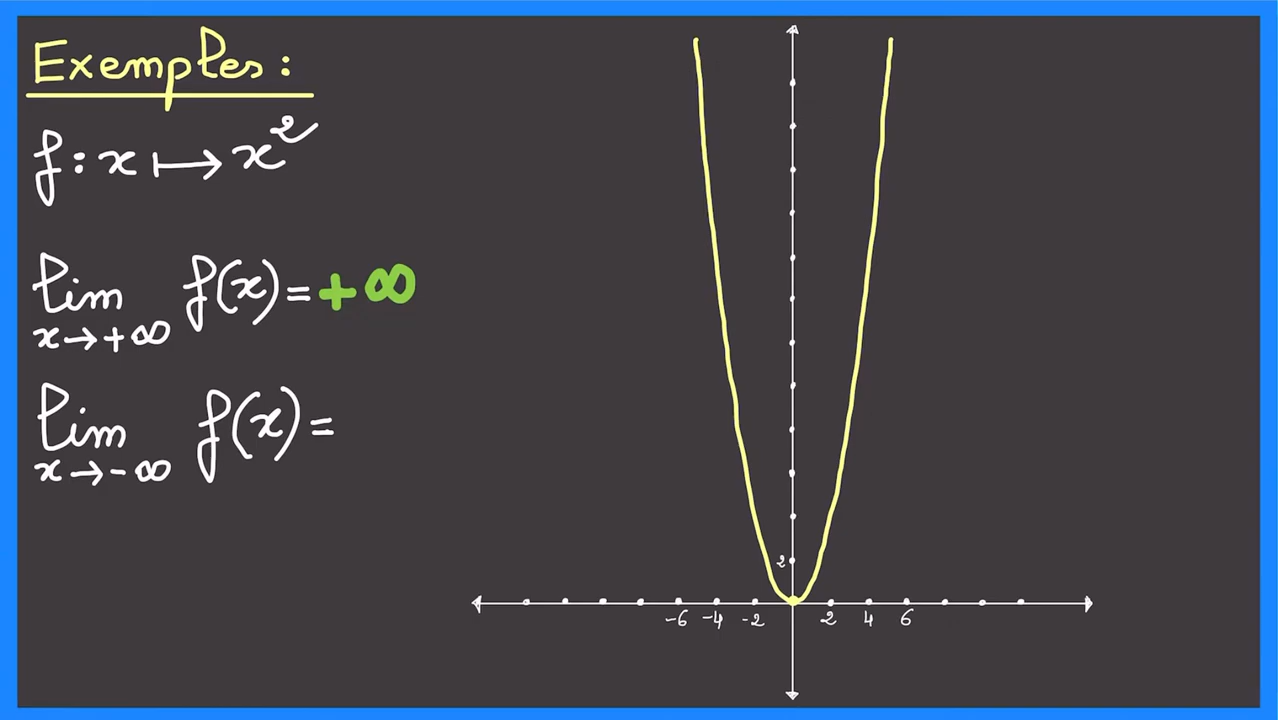 Exemples :
f : x ⟼ x²
lim f(x) = +∞
x → +∞
lim f(x) =
x → -∞
2
-6 -4 -2 2 4 6